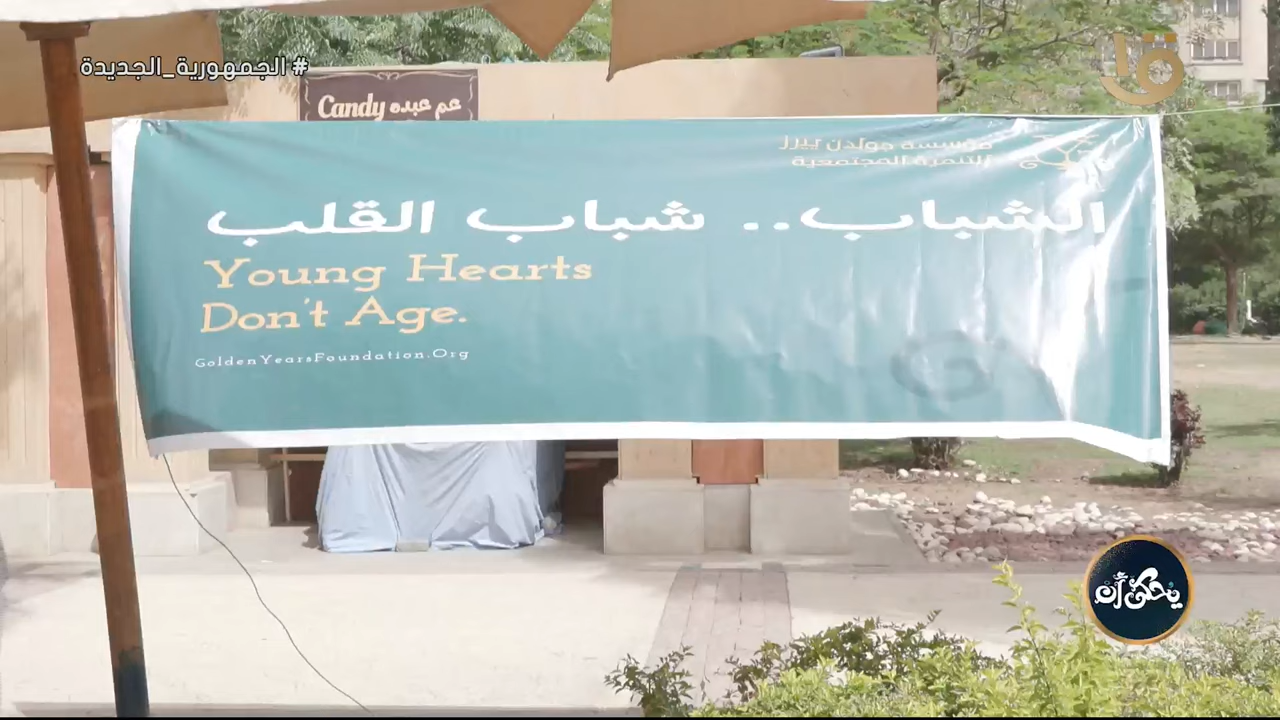 #الجمهورية_الجديدة
Candy عم عبده
مؤسسة جولدن ييرز
للتنمية المجتمعية
الشباب.. شباب القلب
Young Hearts
Don't Age.
GoldenYearsFoundation.Org
يحكى أن